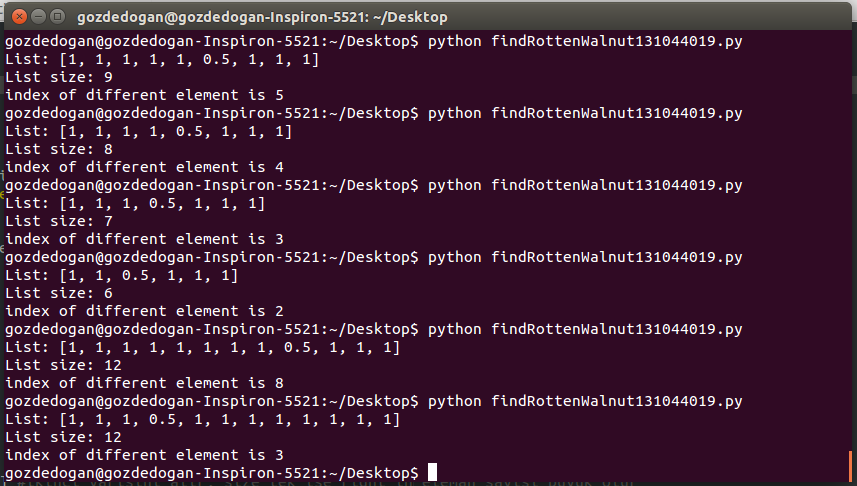 gozdedogan@gozdedogan-Inspiron-5521: ~/Desktop
gozdedogan@gozdedogan-Inspiron-5521:~/Desktop$ python findRottenWalnut131044019.py
List: [1, 1, 1, 1, 1, 0.5, 1, 1, 1]
List size: 9
index of different element is 5
gozdedogan@gozdedogan-Inspiron-5521:~/Desktop$ python findRottenWalnut131044019.py
List: [1, 1, 1, 1, 0.5, 1, 1, 1]
List size: 8
index of different element is 4
gozdedogan@gozdedogan-Inspiron-5521:~/Desktop$ python findRottenWalnut131044019.py
List: [1, 1, 1, 0.5, 1, 1, 1]
List size: 7
index of different element is 3
gozdedogan@gozdedogan-Inspiron-5521:~/Desktop$ python findRottenWalnut131044019.py
List: [1, 1, 0.5, 1, 1, 1]
List size: 6
index of different element is 2
gozdedogan@gozdedogan-Inspiron-5521:~/Desktop$ python findRottenWalnut131044019.py
List: [1, 1, 1, 1, 1, 1, 1, 1, 0.5, 1, 1, 1]
List size: 12
index of different element is 8
gozdedogan@gozdedogan-Inspiron-5521:~/Desktop$ python findRottenWalnut131044019.py
List: [1, 1, 1, 0.5, 1, 1, 1, 1, 1, 1, 1, 1]
List size: 12
index of different element is 3
gozdedogan@gozdedogan-Inspiron-5521:~/Desktop$